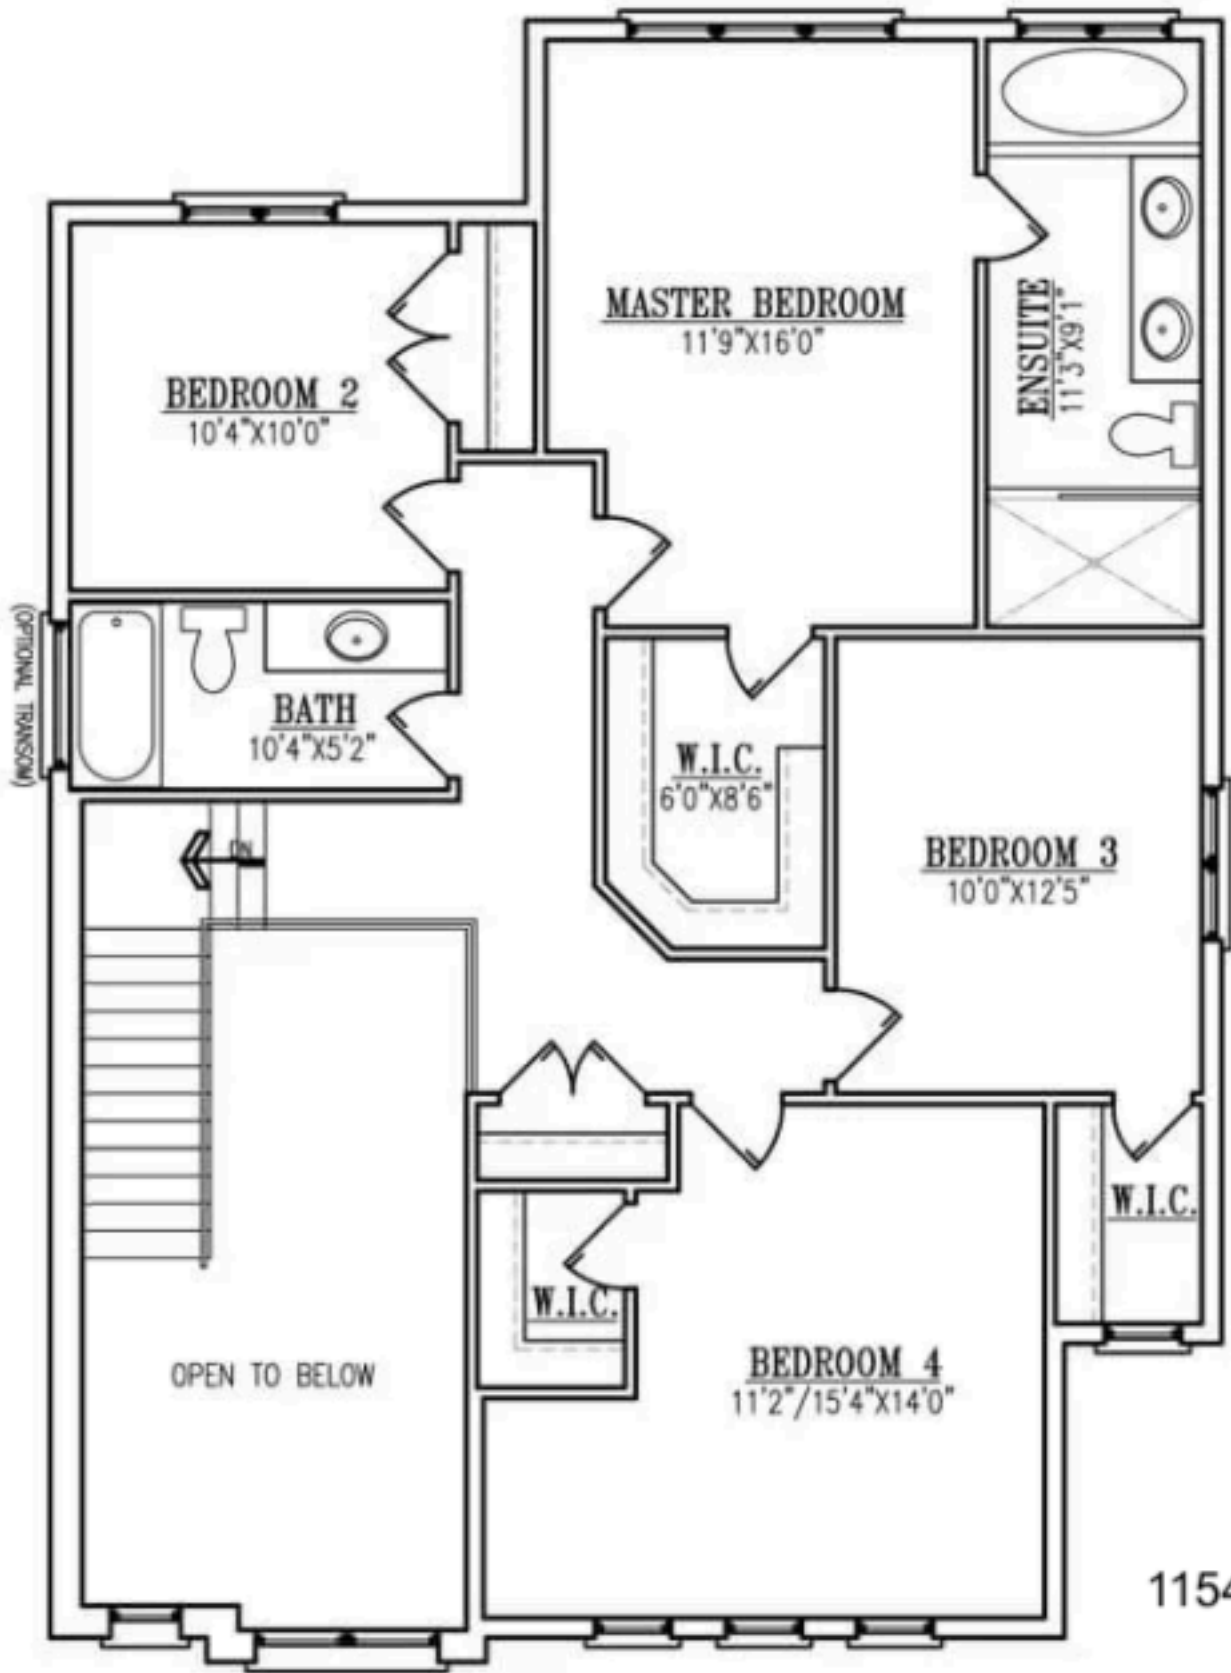 MASTER BEDROOM
11'9"X16'0"
ENSUITE
11'3"X9'1"
BEDROOM 2
10'4"X10'0"
(OPTIONAL TRANSOM)
BATH
10'4"X5'2"
W.I.C.
6'0"X8'6"
DN
BEDROOM 3
10'0"X12'5"
W.I.C.
W.I.C.
OPEN TO BELOW
BEDROOM 4
11'2"/15'4"X14'0"
1154